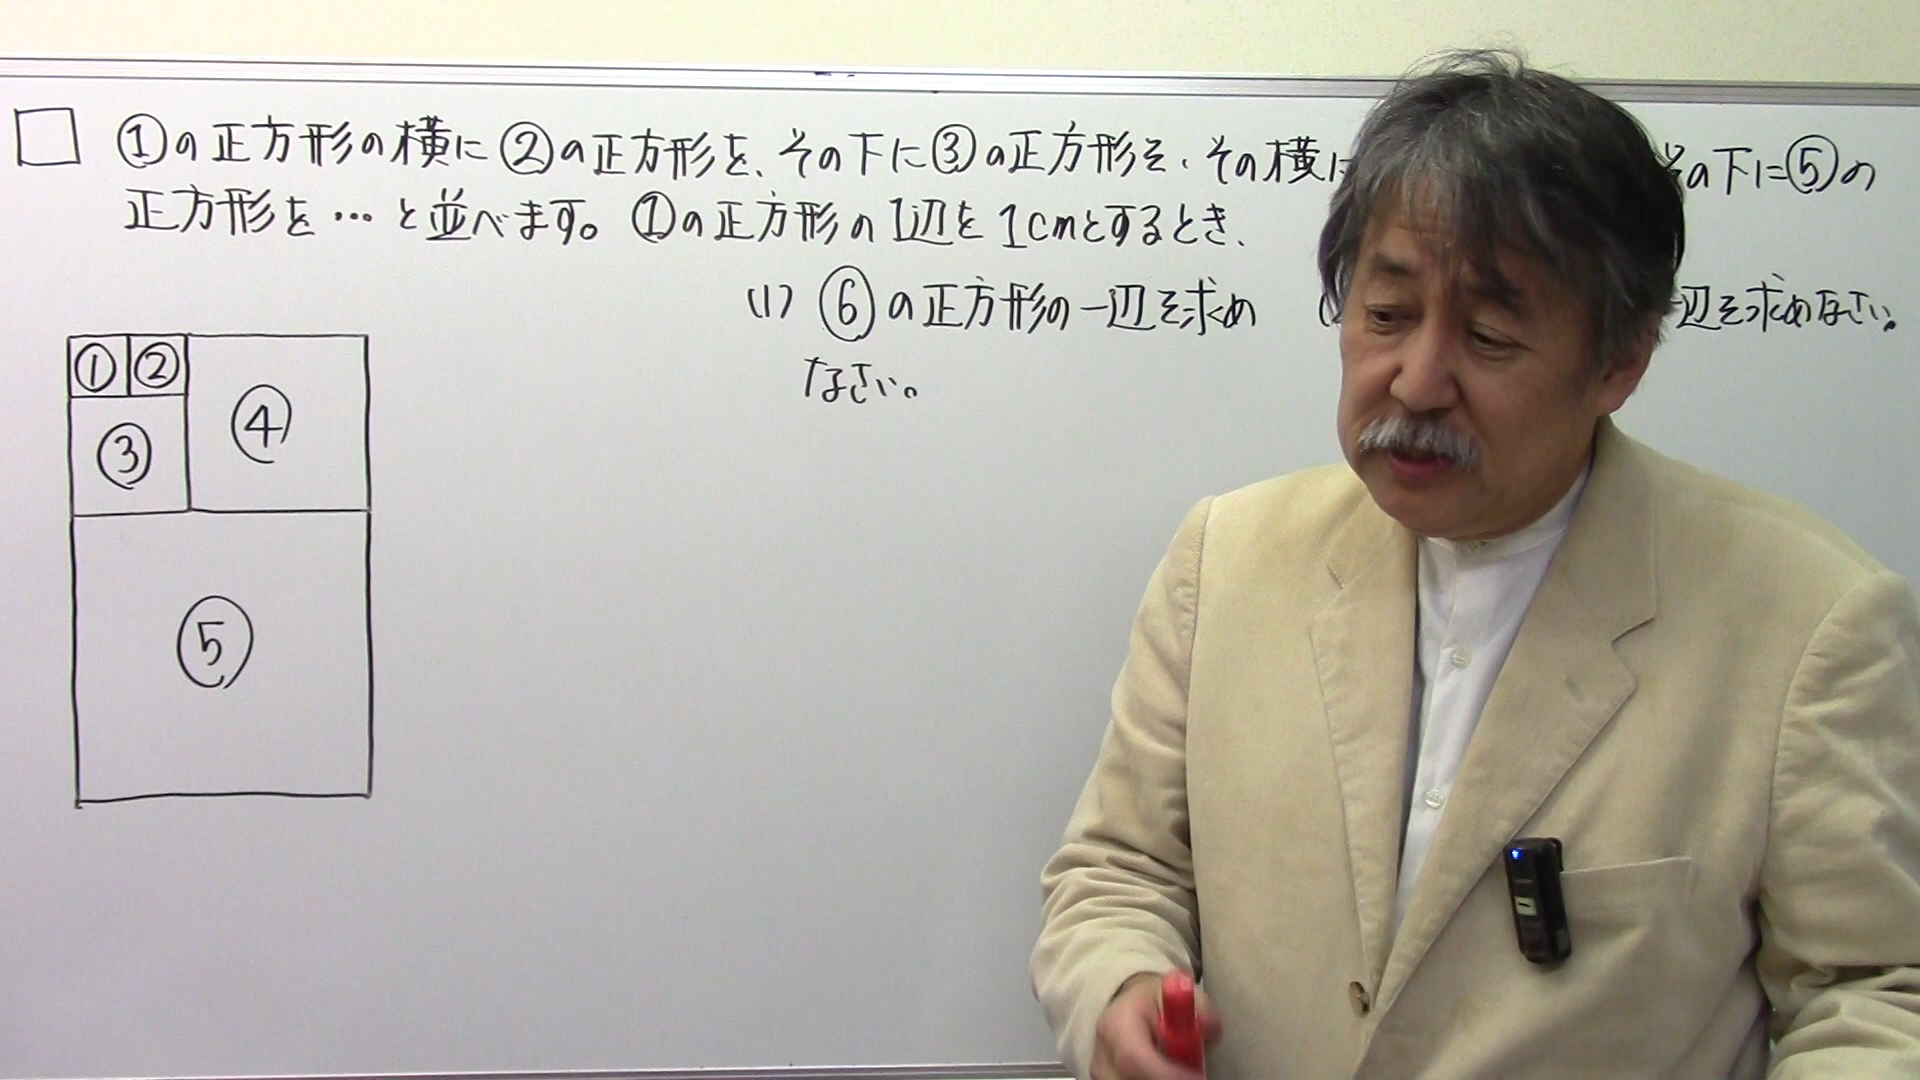 ①の正方形の横に②の正方形を、その下に③の正方形を、その横に その下に⑤の
正方形を…と並べます。①の正方形の1辺を1cmとするとき、
(1) ⑥の正方形の一辺を求め 辺を求めなさい。
なさい。
① ②
④
③
⑤